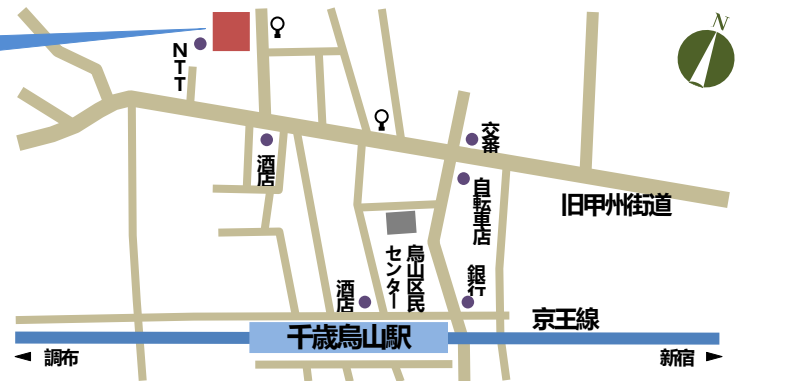 N
NTT
交番
酒店
自転車店
旧甲州街道
烏山区民
センター
銀行
酒店
京王線
千歳烏山駅
調布
新宿